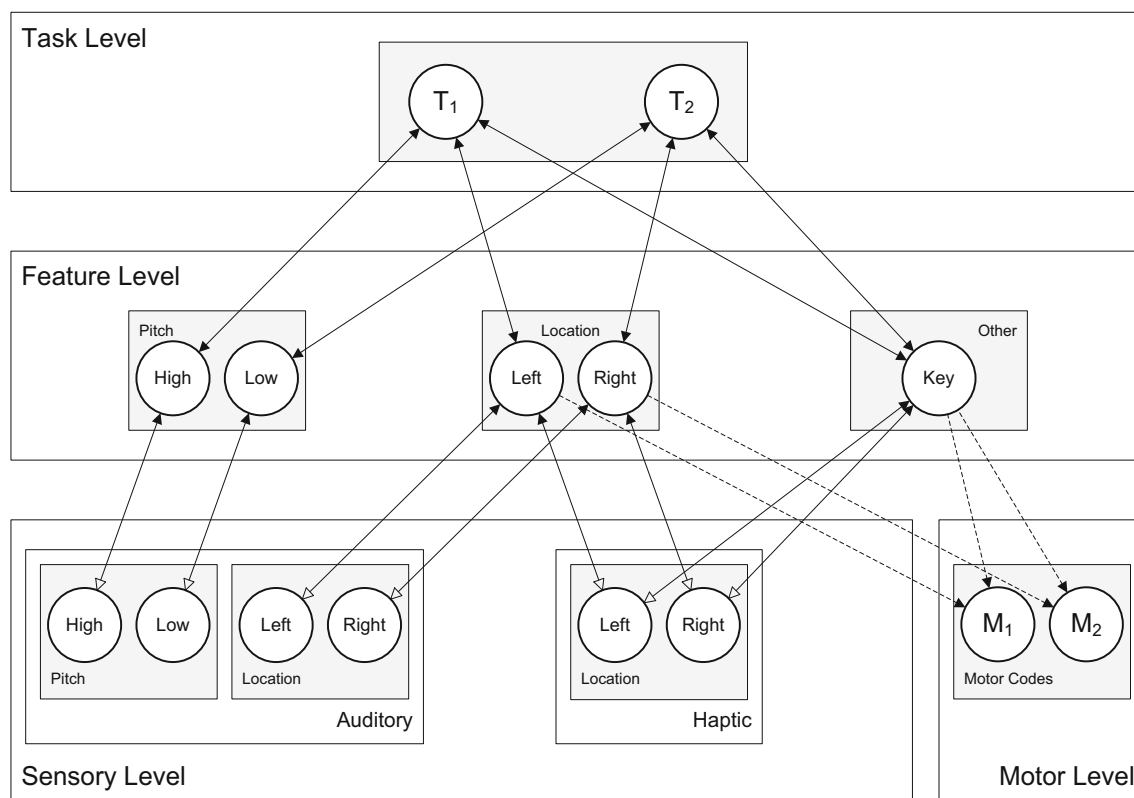 Task Level
T1 T2
Feature Level
Pitch
High Low
Location
Left Right
Other
Key
High Low
Pitch
Left Right
Location
Auditory
Left Right
Location
Haptic
Sensory Level
M1 M2
Motor Codes
Motor Level